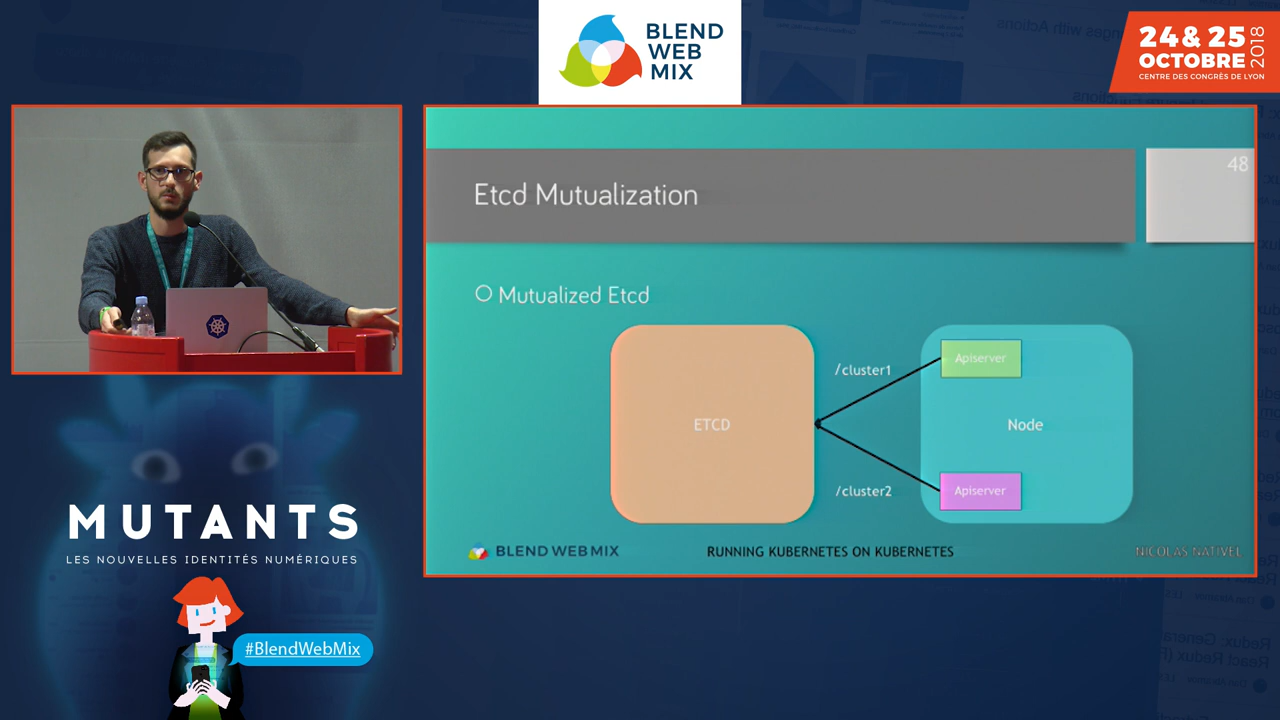 BLEND
WEB
MIX
24 & 25
OCTOBRE
2018
CENTRE DES CONGRÈS DE LYON
48
Etcd Mutualization
Mutualized Etcd
ETCD
/cluster1
Apiserver
Node
/cluster2
Apiserver
BLEND WEB MIX
RUNNING KUBERNETES ON KUBERNETES
NICOLAS NATIVEL
MUTANTS
LES NOUVELLES IDENTITÉS NUMÉRIQUES
#BlendWebMix